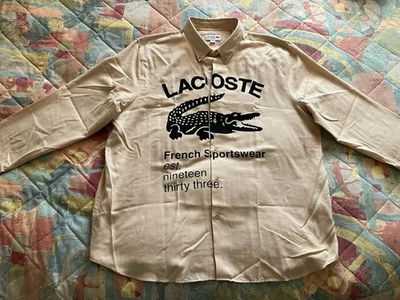 LACOSTE
French Sportswear
est.
nineteen
thirty three.